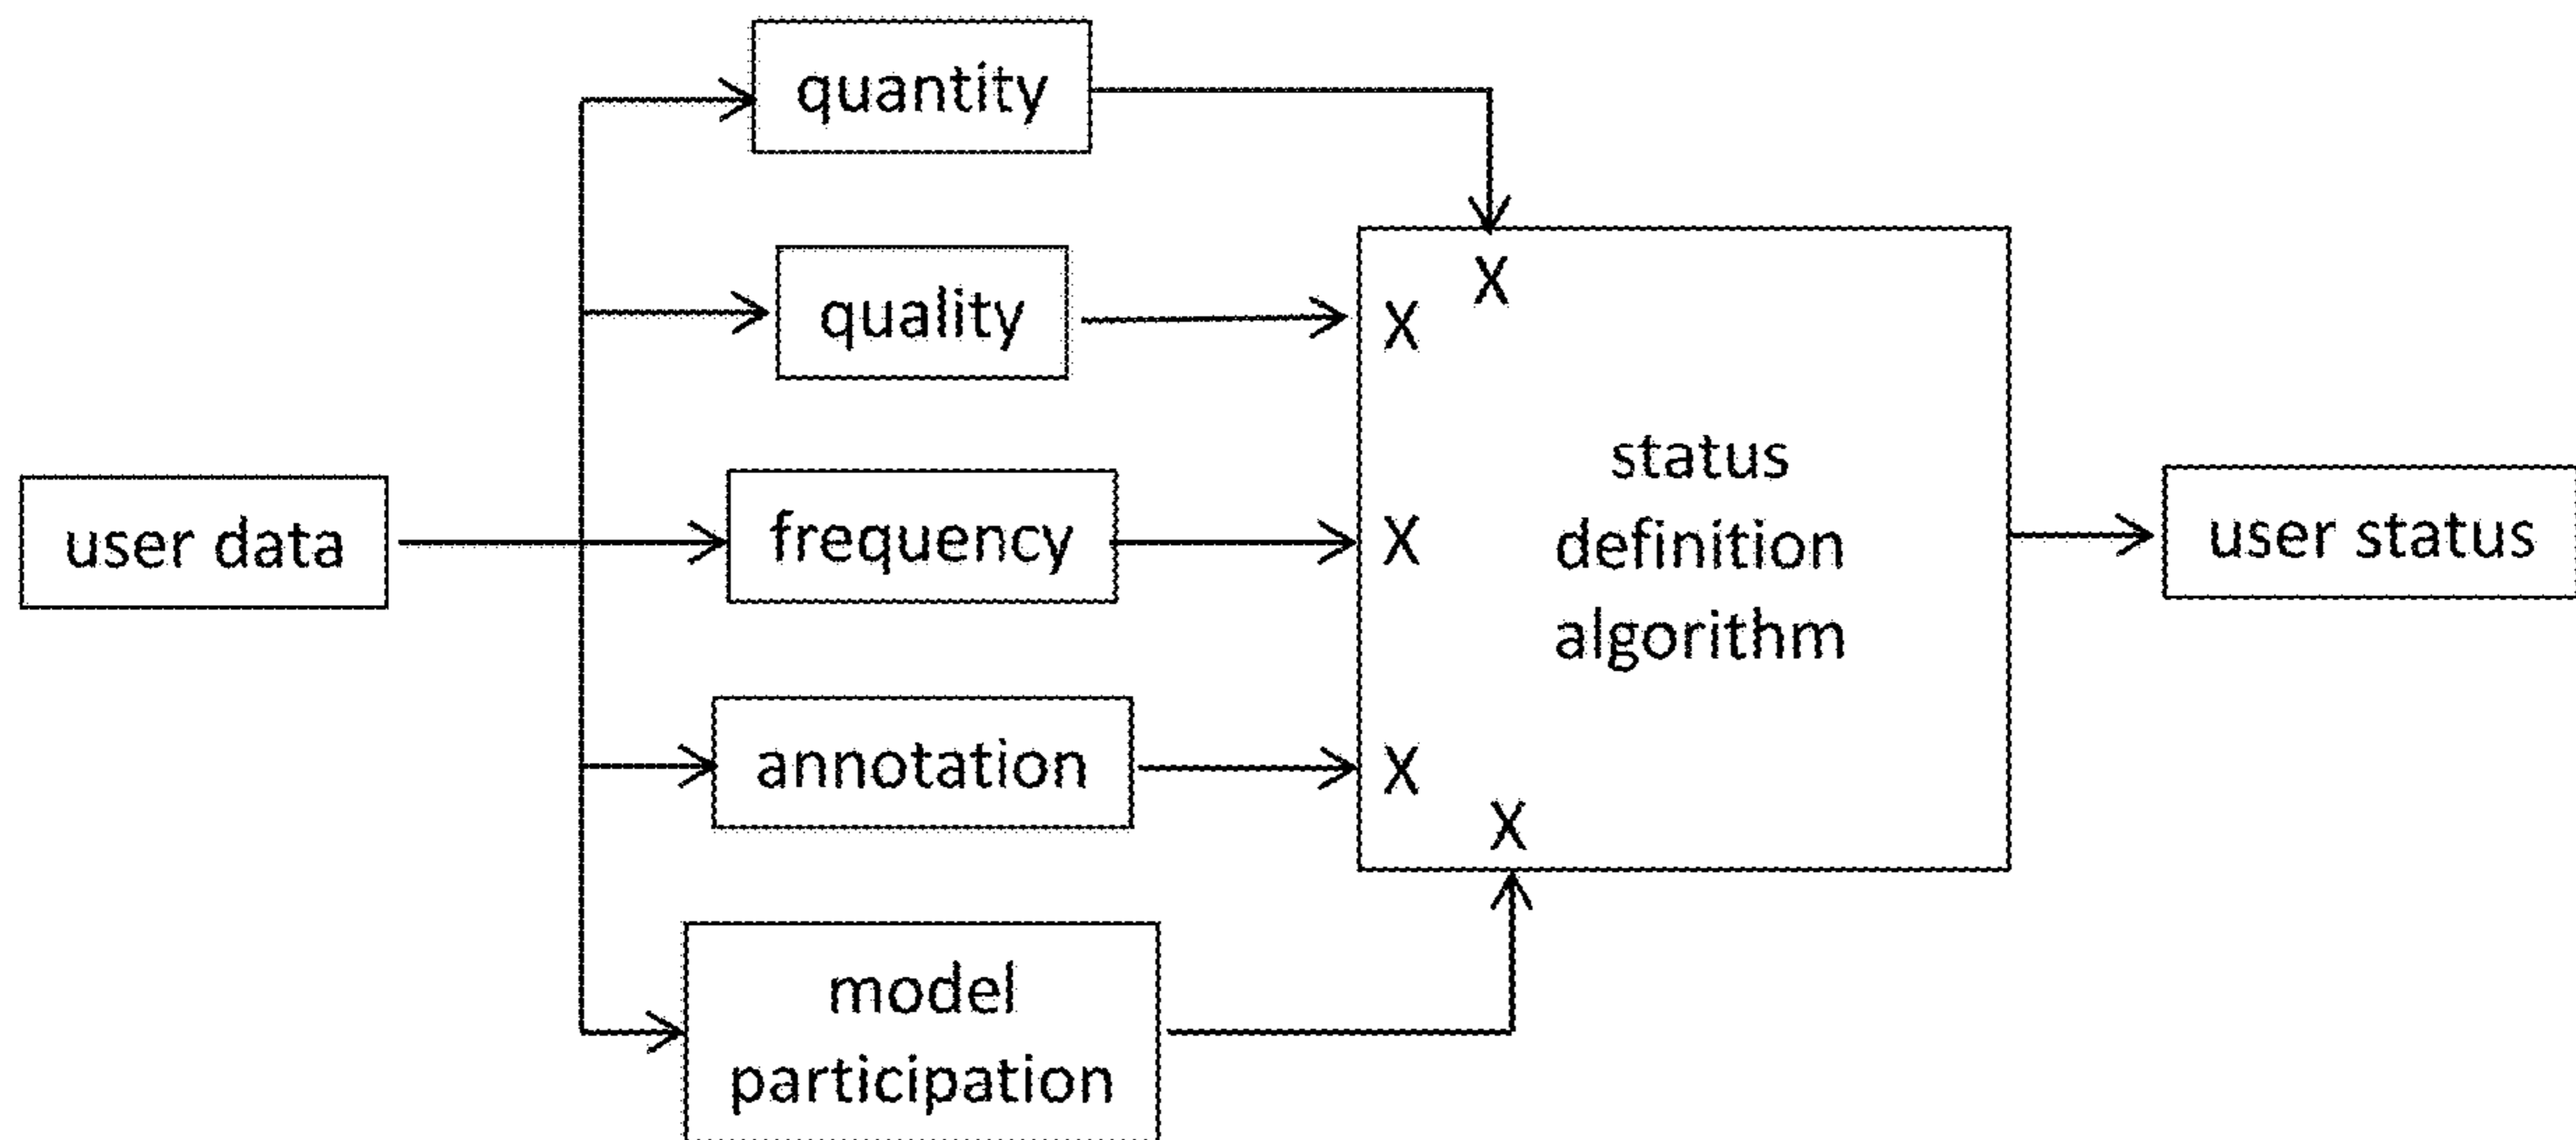 quantity
X
quality
X
user data
frequency
X
status
definition
algorithm
user status
annotation
X
X
model
participation